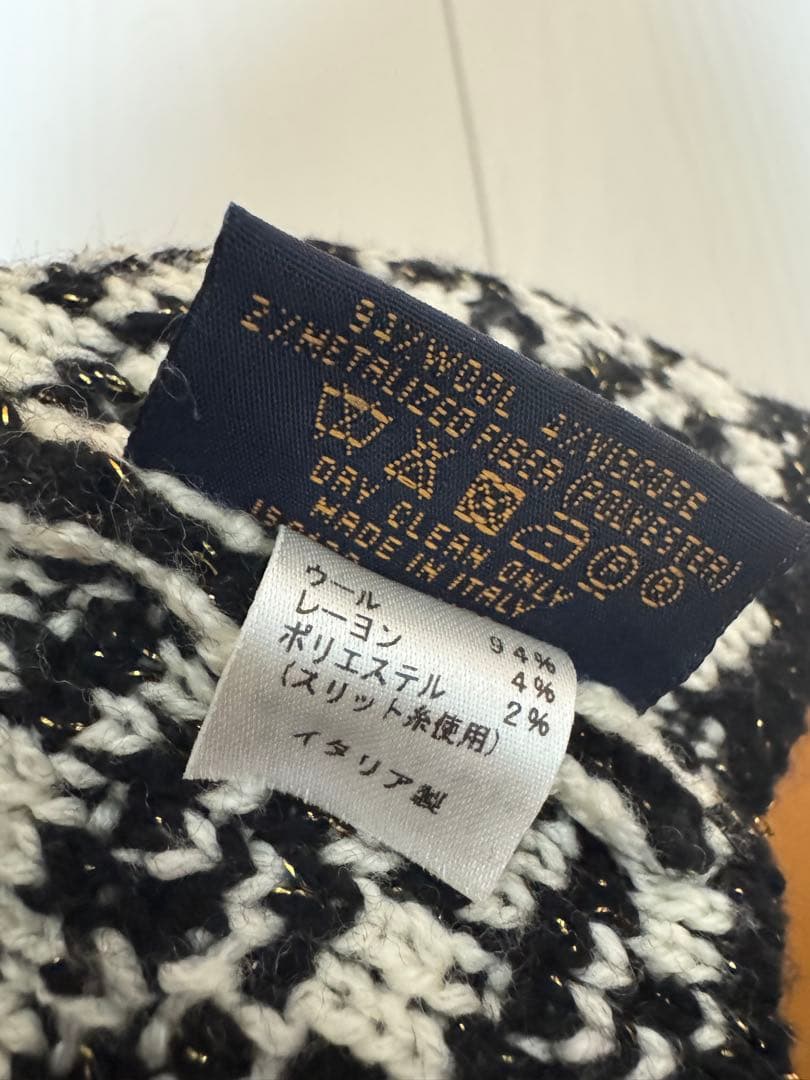 WOOL 4% VISCOSE
2% METALIZED FIBER (POLYESTER)
DRY CLEAN ONLY
MADE IN ITALY
ウール 94%
レーヨン 4%
ポリエステル 2%
(スリット糸使用)
イタリア製